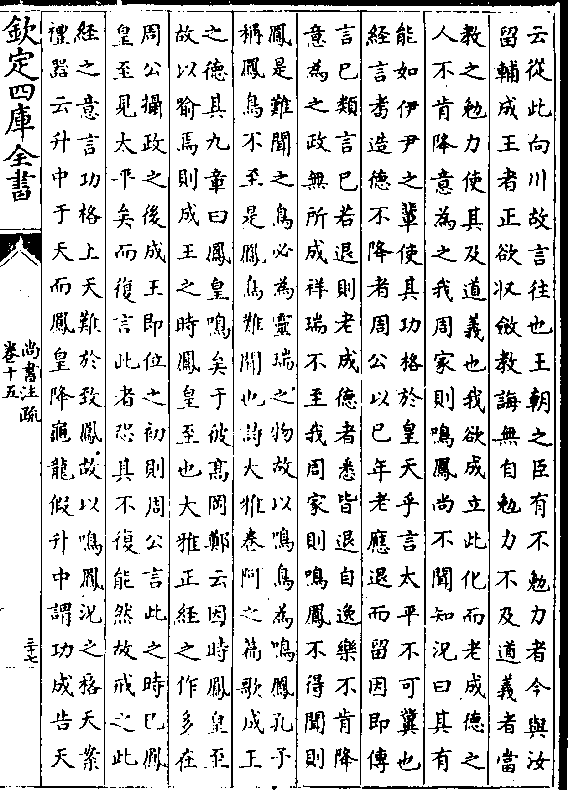 云從此向川故言往也王朝之臣有不勉力者今與汝
留輔成王者正欲收斂教誨無自勉力不及道義者當
教之勉力使其及道義也我欲成立此化而老成德之
人不肯降意為之我周家則鳴鳳尚不聞知況曰其有
能如伊尹之輩使其功格於皇天乎言太平不可冀也
經言耇造德不降者周公以已年老應退而留因即傳
言已類言已若退則老成德者悉皆退自逸樂不肯降
意為之政無所成祥瑞不至我周家則鳴鳳不得聞則
鳳是難聞之鳥必為靈瑞之物故以鳴鳥為鳴鳳孔子
稱鳳鳥不至是鳳鳥難聞也詩大雅卷阿之篇歌成王
之德其九章曰鳳皇鳴矣于彼高岡鄭云因時鳳皇至
故以喻焉則成王之時鳳皇至也大雅正經之作多在
周公攝政之後成王即位之初則周公言此之時已鳳
皇至見太平矣而復言此者恐其不復能然故戒之此
經之意言功格上天難於致鳳故以鳴鳳況之格天案
禮器云升中于天而鳳皇降龜龍假升中謂功成告天
欽定四庫全書
尚書注疏
卷十五
三十七